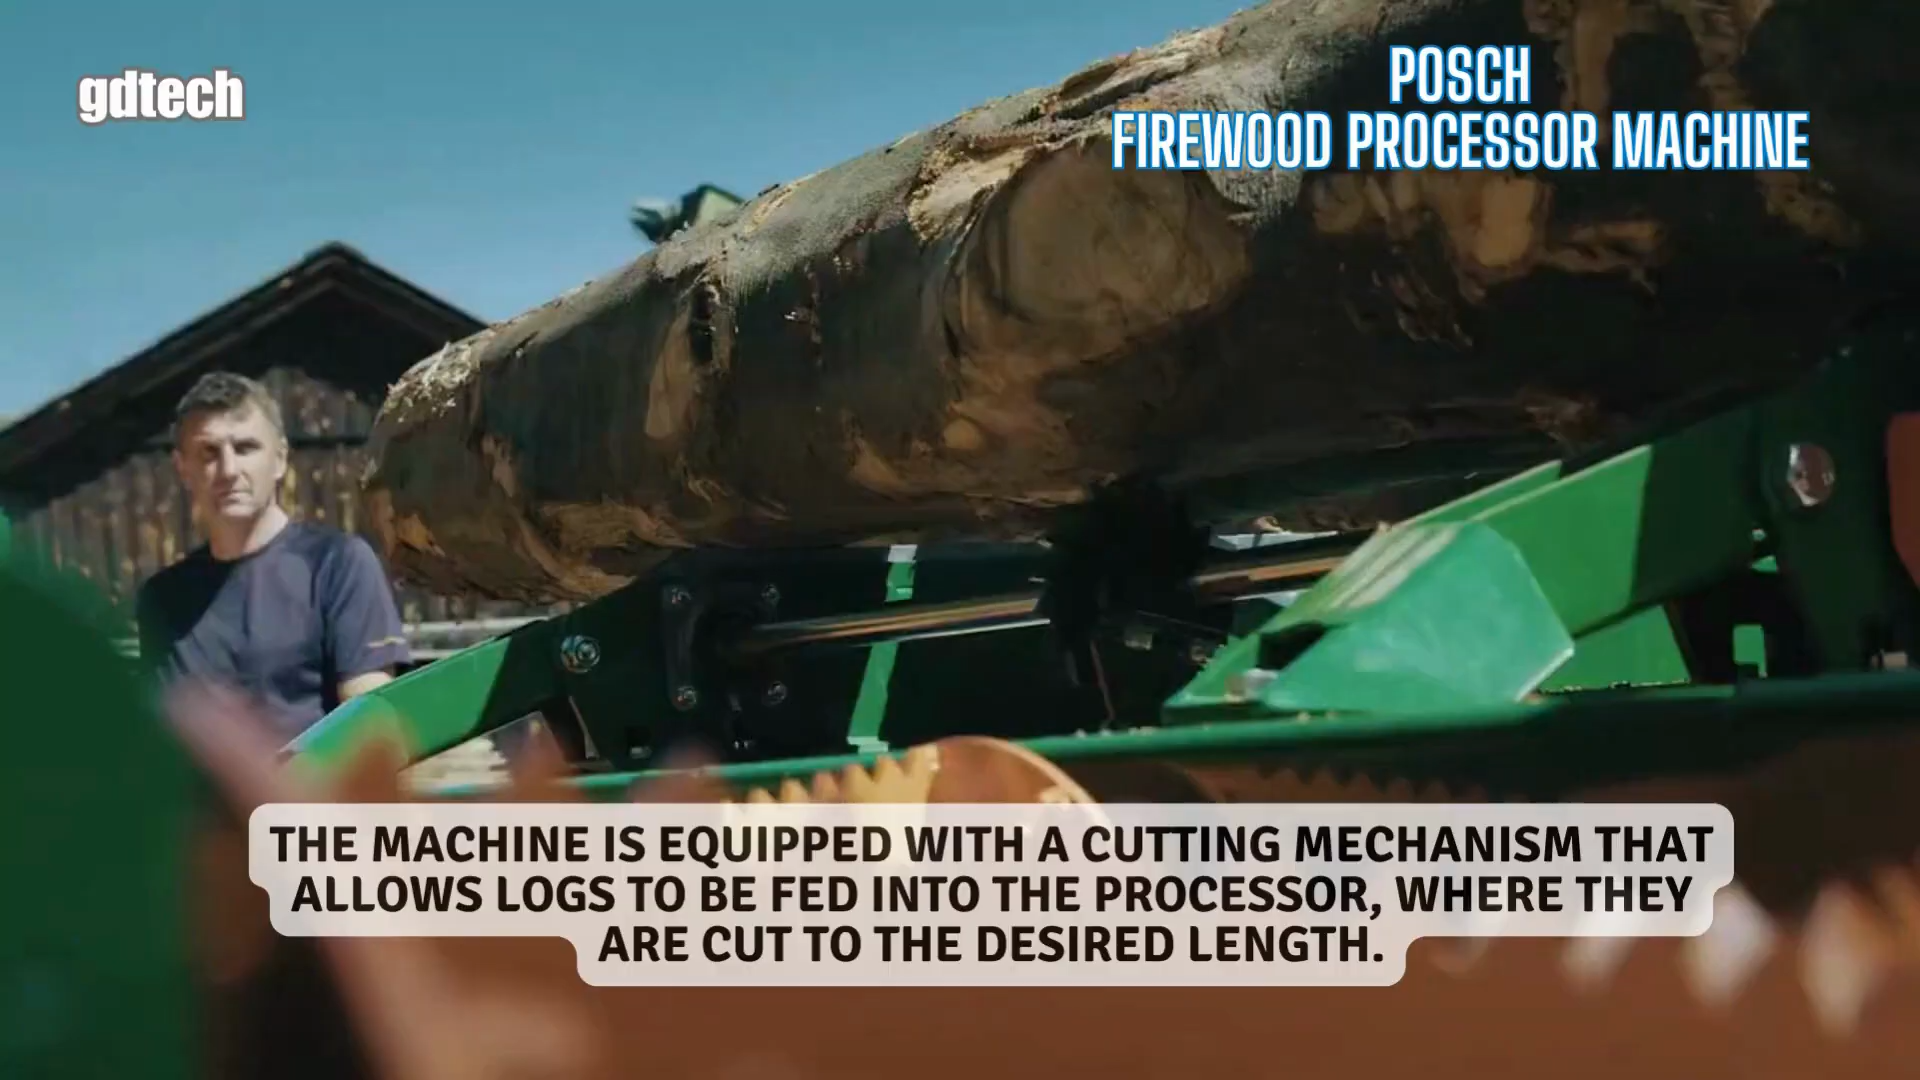 gdtech
POSCH
FIREWOOD PROCESSOR MACHINE
THE MACHINE IS EQUIPPED WITH A CUTTING MECHANISM THAT
ALLOWS LOGS TO BE FED INTO THE PROCESSOR, WHERE THEY
ARE CUT TO THE DESIRED LENGTH.